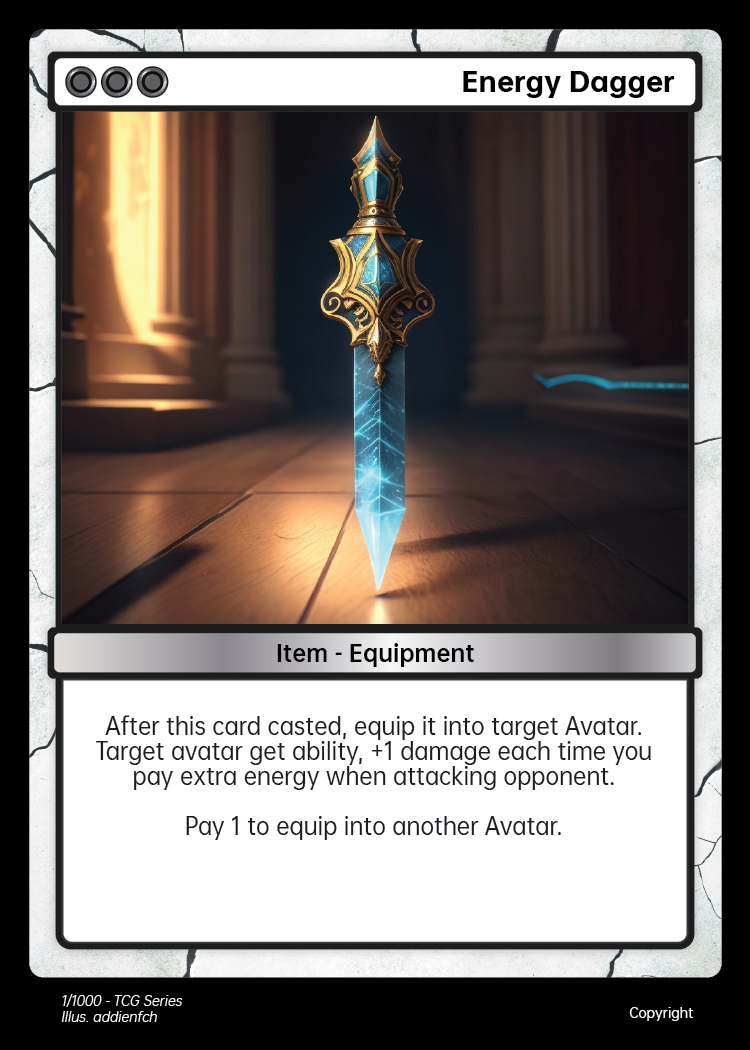 Energy Dagger
Item - Equipment
After this card casted, equip it into target Avatar.
Target avatar get ability, +1 damage each time you
pay extra energy when attacking opponent.
Pay 1 to equip into another Avatar.
1/1000 - TCG Series
Illus. addienfch
Copyright